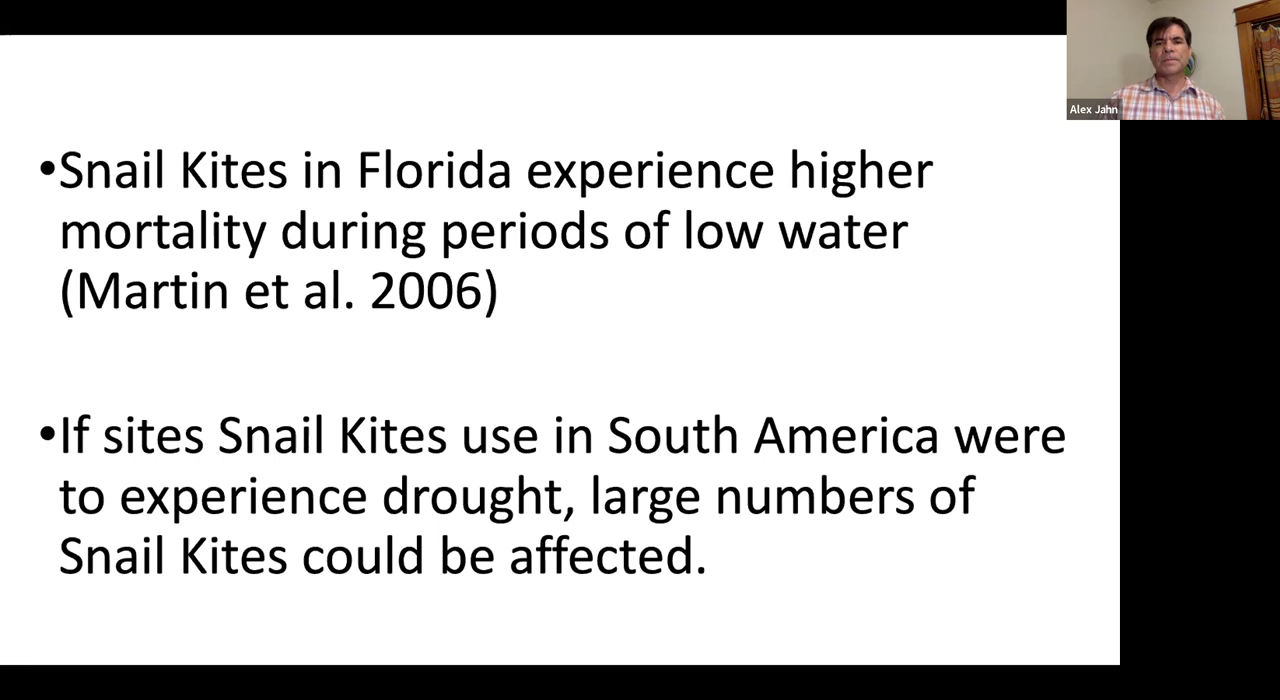 Alex Jahn
•Snail Kites in Florida experience higher
mortality during periods of low water
(Martin et al. 2006)
•If sites Snail Kites use in South America were
to experience drought, large numbers of
Snail Kites could be affected.